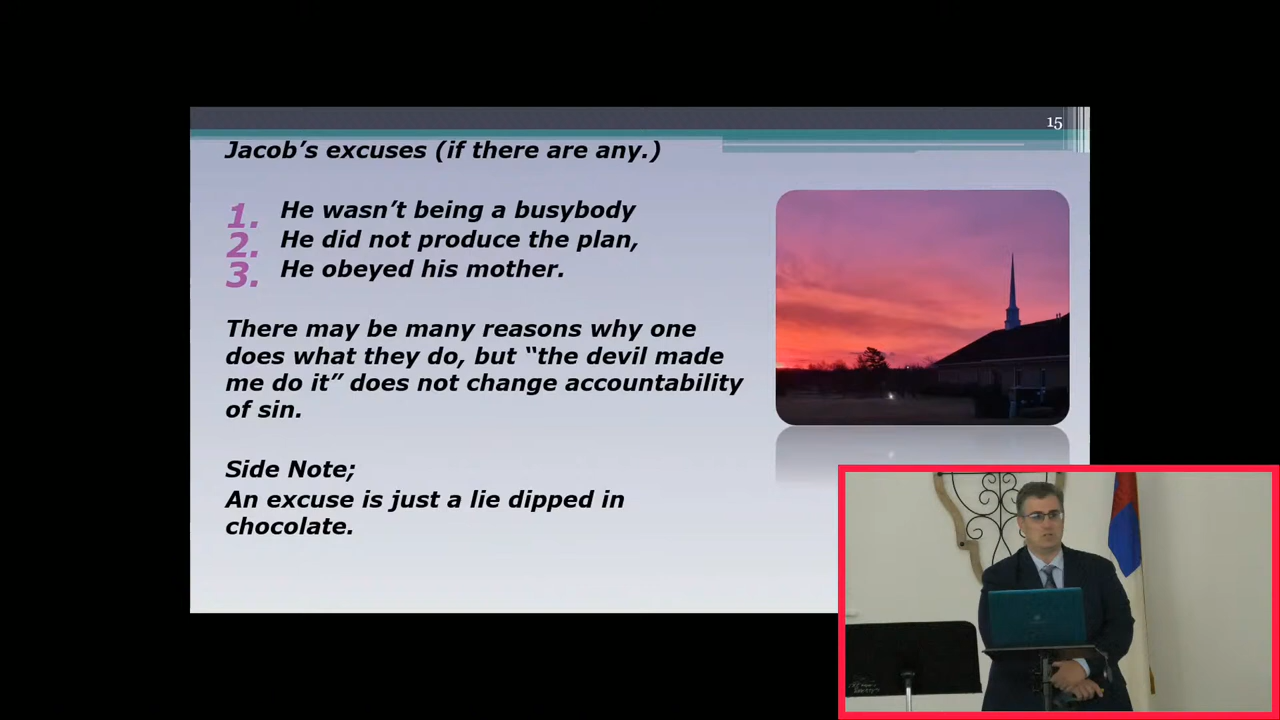 15
Jacob’s excuses (if there are any.)
1. He wasn’t being a busybody
2. He did not produce the plan,
3. He obeyed his mother.
There may be many reasons why one
does what they do, but “the devil made
me do it” does not change accountability
of sin.
Side Note;
An excuse is just a lie dipped in
chocolate.